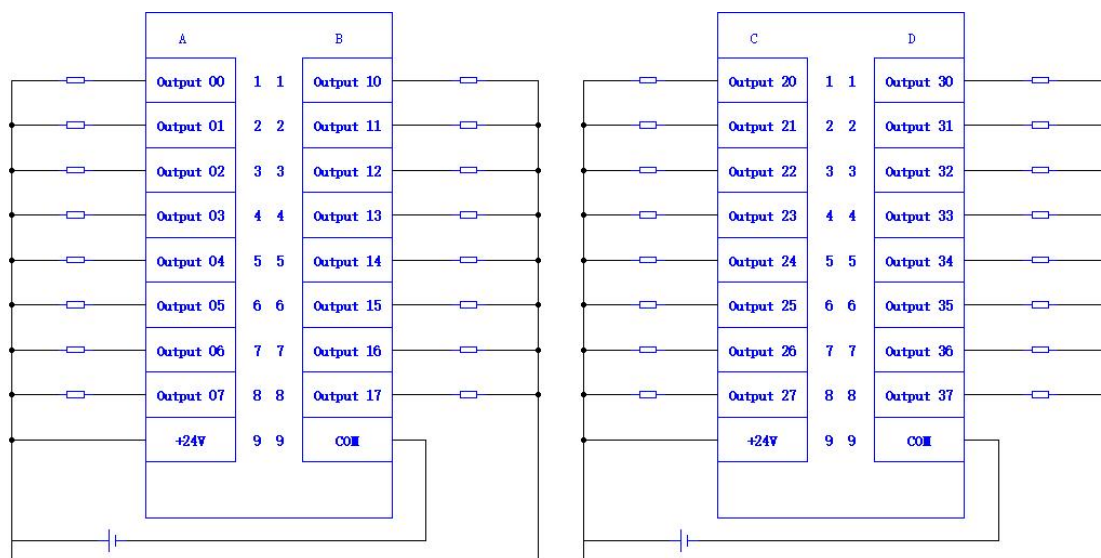 A B C D
Output 00 1 1 Output 10 Output 20 1 1 Output 30
Output 01 2 2 Output 11 Output 21 2 2 Output 31
Output 02 3 3 Output 12 Output 22 3 3 Output 32
Output 03 4 4 Output 13 Output 23 4 4 Output 33
Output 04 5 5 Output 14 Output 24 5 5 Output 34
Output 05 6 6 Output 15 Output 25 6 6 Output 35
Output 06 7 7 Output 16 Output 26 7 7 Output 36
Output 07 8 8 Output 17 Output 27 8 8 Output 37
+24V 9 9 COM +24V 9 9 COM